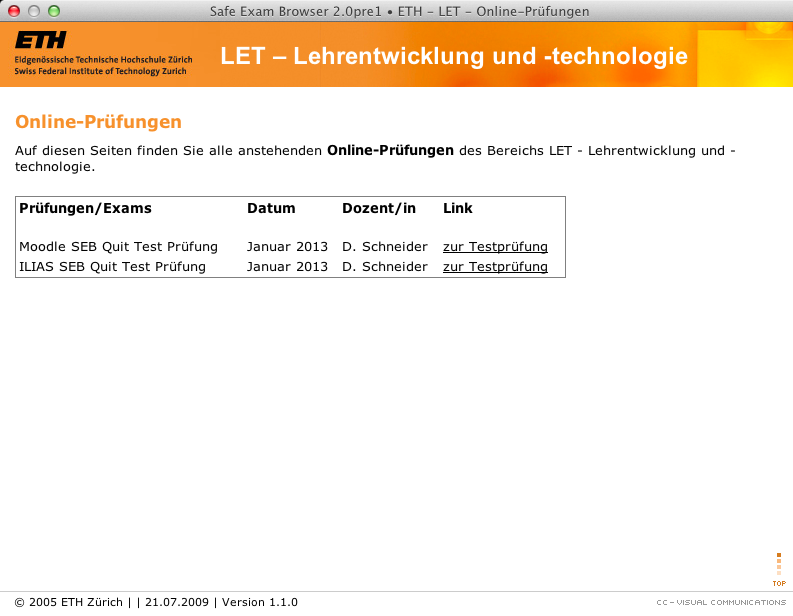 Safe Exam Browser 2.0pre1 • ETH – LET – Online-Prüfungen
ETH
Eidgenössische Technische Hochschule Zürich
Swiss Federal Institute of Technology Zurich
LET – Lehrentwicklung und -technologie
Online-Prüfungen
Auf diesen Seiten finden Sie alle anstehenden Online-Prüfungen des Bereichs LET - Lehrentwicklung und -
technologie.
Prüfungen/Exams Datum Dozent/in Link
Moodle SEB Quit Test Prüfung Januar 2013 D. Schneider zur Testprüfung
ILIAS SEB Quit Test Prüfung Januar 2013 D. Schneider zur Testprüfung
TOP
© 2005 ETH Zürich | | 21.07.2009 | Version 1.1.0
CC - VISUAL COMMUNICATIONS